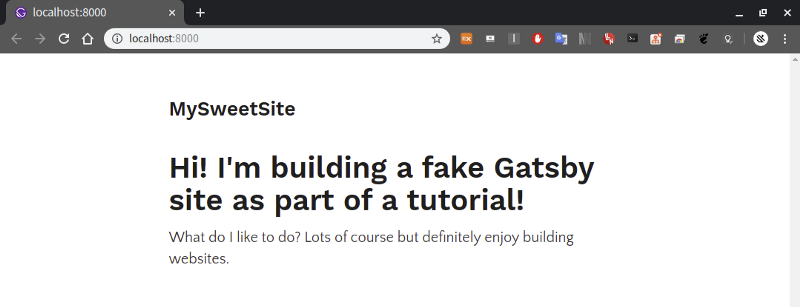 localhost:8000
localhost:8000
MySweetSite
Hi! I'm building a fake Gatsby
site as part of a tutorial!
What do I like to do? Lots of course but definitely enjoy building
websites.